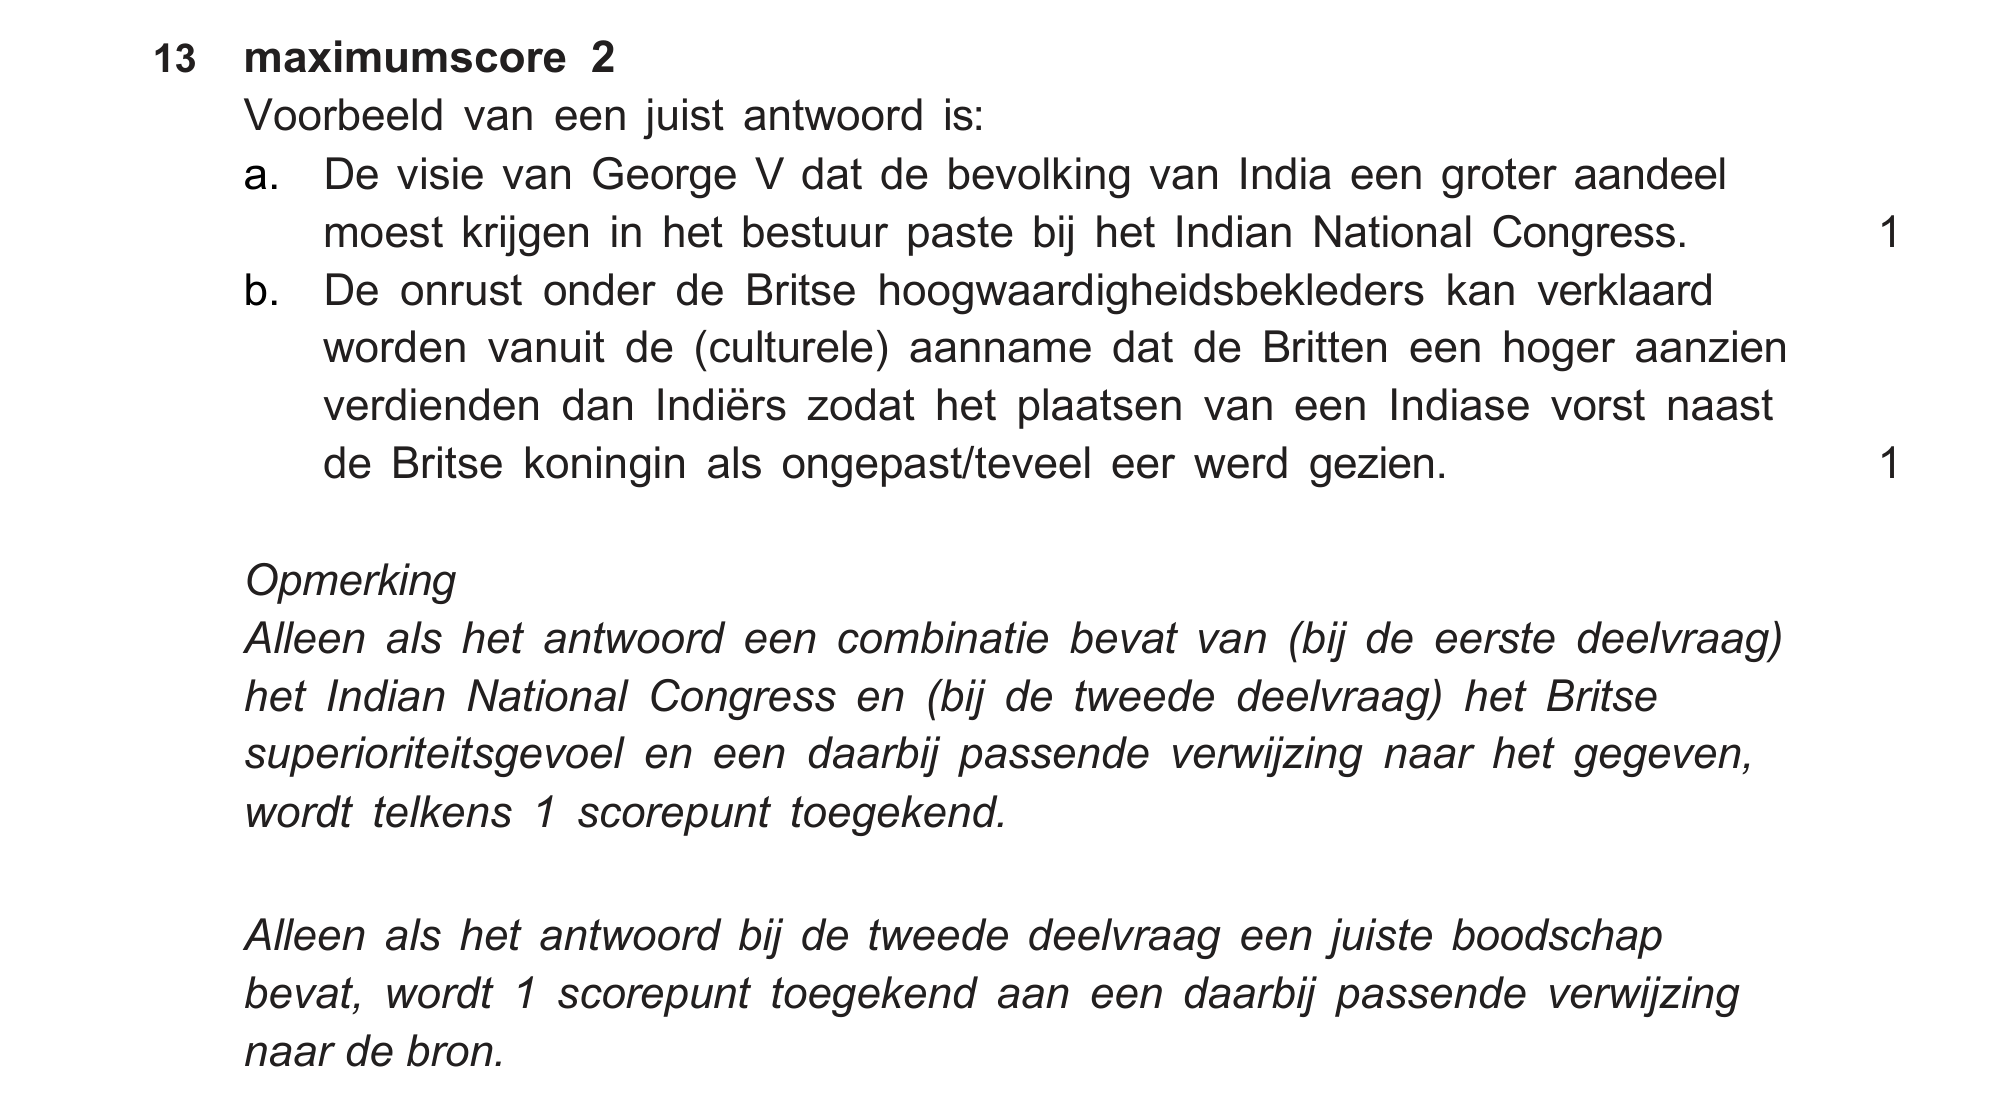 13 maximumscore 2
Voorbeeld van een juist antwoord is:
a. De visie van George V dat de bevolking van India een groter aandeel
moest krijgen in het bestuur paste bij het Indian National Congress. 1
b. De onrust onder de Britse hoogwaardigheidsbekleders kan verklaard
worden vanuit de (culturele) aanname dat de Britten een hoger aanzien
verdienden dan Indiërs zodat het plaatsen van een Indiase vorst naast
de Britse koningin als ongepast/teveel eer werd gezien. 1
Opmerking
Alleen als het antwoord een combinatie bevat van (bij de eerste deelvraag)
het Indian National Congress en (bij de tweede deelvraag) het Britse
superioriteitsgevoel en een daarbij passende verwijzing naar het gegeven,
wordt telkens 1 scorepunt toegekend.
Alleen als het antwoord bij de tweede deelvraag een juiste boodschap
bevat, wordt 1 scorepunt toegekend aan een daarbij passende verwijzing
naar de bron.